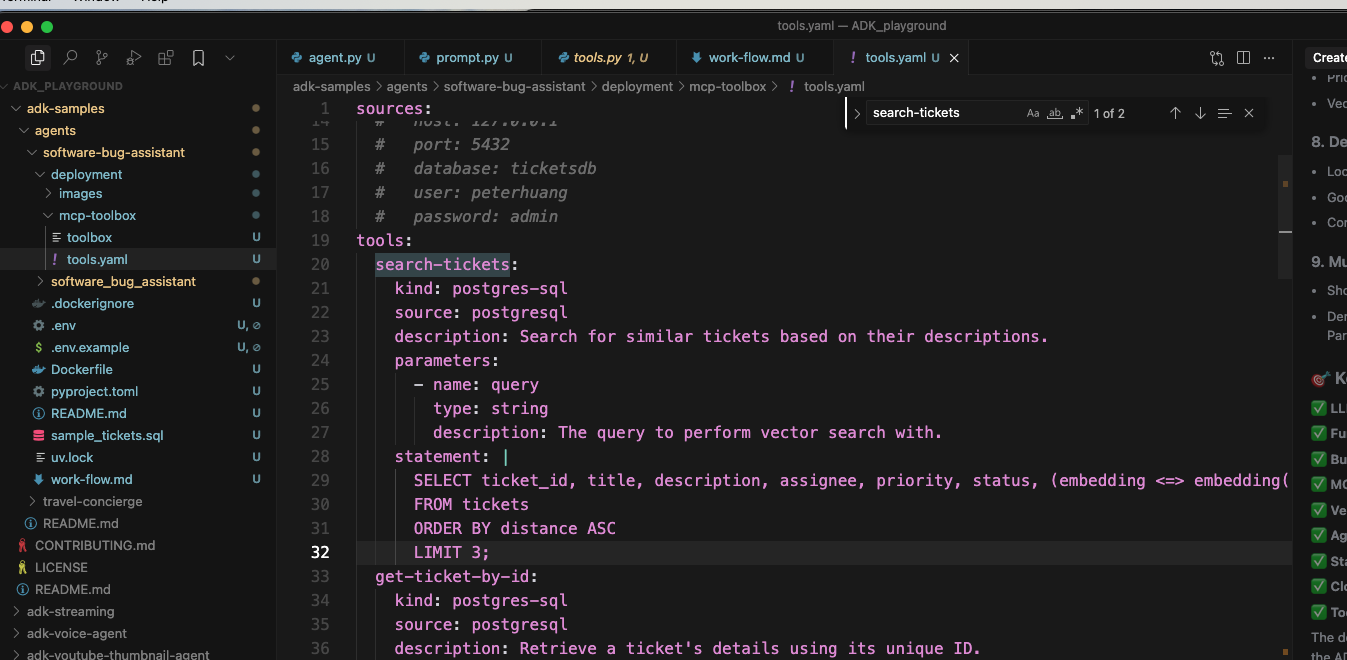 Window
Help
tools.yaml — ADK_playground
agent.py U
prompt.py U
tools.py 1, U
work-flow.md U
! tools.yaml U
Create
ADK_PLAYGROUND
adk-samples
agents
software-bug-assistant
deployment
images
mcp-toolbox
toolbox U
! tools.yaml U
software_bug_assistant
.dockerignore U
.env U,
$ .env.example U,
Dockerfile U
pyproject.toml U
README.md U
sample_tickets.sql U
uv.lock U
work-flow.md U
travel-concierge
README.md
CONTRIBUTING.md
LICENSE
README.md
adk-streaming
adk-voice-agent
adk-youtube-thumbnail-agent
adk-samples > agents > software-bug-assistant > deployment > mcp-toolbox > ! tools.yaml
search-tickets Aa ab .* 1 of 2
1 sources:
14 # host: 127.0.0.1
15 # port: 5432
16 # database: ticketsdb
17 # user: peterhuang
18 # password: admin
19 tools:
20 search-tickets:
21 kind: postgres-sql
22 source: postgresql
23 description: Search for similar tickets based on their descriptions.
24 parameters:
25 - name: query
26 type: string
27 description: The query to perform vector search with.
28 statement: |
29 SELECT ticket_id, title, description, assignee, priority, status, (embedding <=> embedding(
30 FROM tickets
31 ORDER BY distance ASC
32 LIMIT 3;
33 get-ticket-by-id:
34 kind: postgres-sql
35 source: postgresql
36 description: Retrieve a ticket's details using its unique ID.
8. De
Loc
Goo
Cor
9. Mu
Sho
Der
Par
LL
Fu
Bu
MC
Ve
Ag
Sta
Clo
Too
The de
the AD